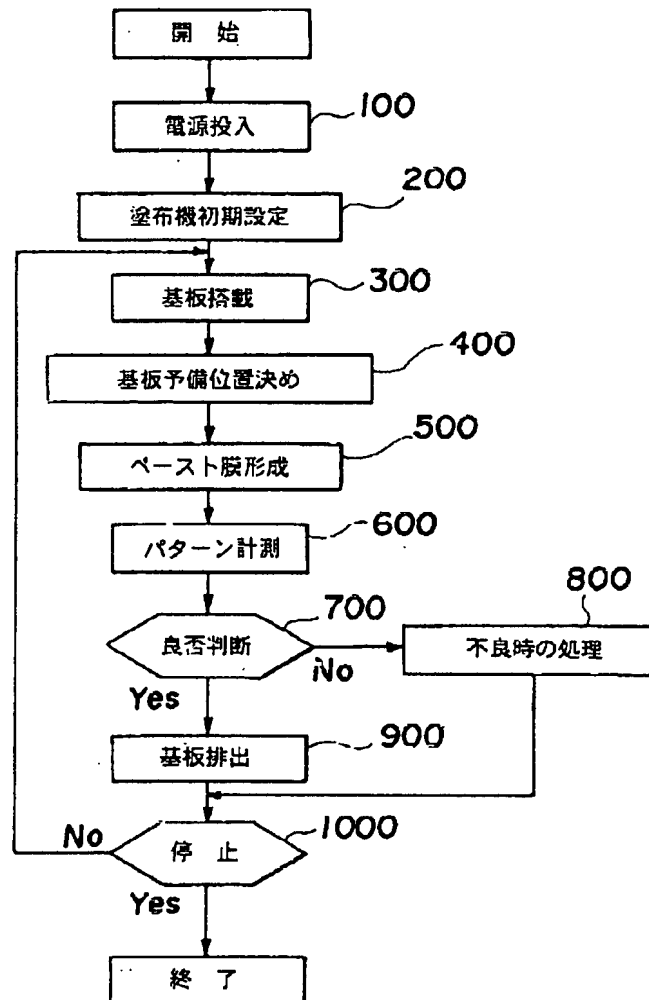 開 始
100
電源投入
200
塗布機初期設定
300
基板搭載
400
基板予備位置決め
500
ペースト膜形成
600
パターン計測
700
800
良否判断
No
不良時の処理
Yes
900
基板排出
1000
No
停 止
Yes
終 了